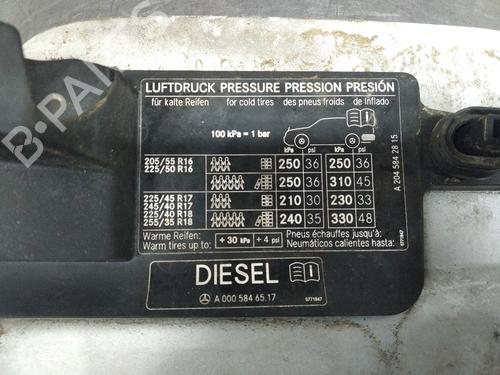 LUFTDRUCK PRESSURE PRESSION PRESIÓN
für kalte Reifen for cold tires des pneus froids de inflado
100 kPa = 1 bar
kPa psi kPa psi
205/55 R16
225/50 R16
250 36 250 36
250 36 310 45
225/45 R17
245/40 R17
225/40 R18
255/35 R18
210 30 230 33
240 35 330 48
Warme Reifen: Pneus échauffés jusqu'à:
Warm tires up to: + 30 kPa + 4 psi Neumáticos calientes hasta:
A 204 584 28 15
0771847
DIESEL
A 000 584 65 17 0771847
B-PARTS